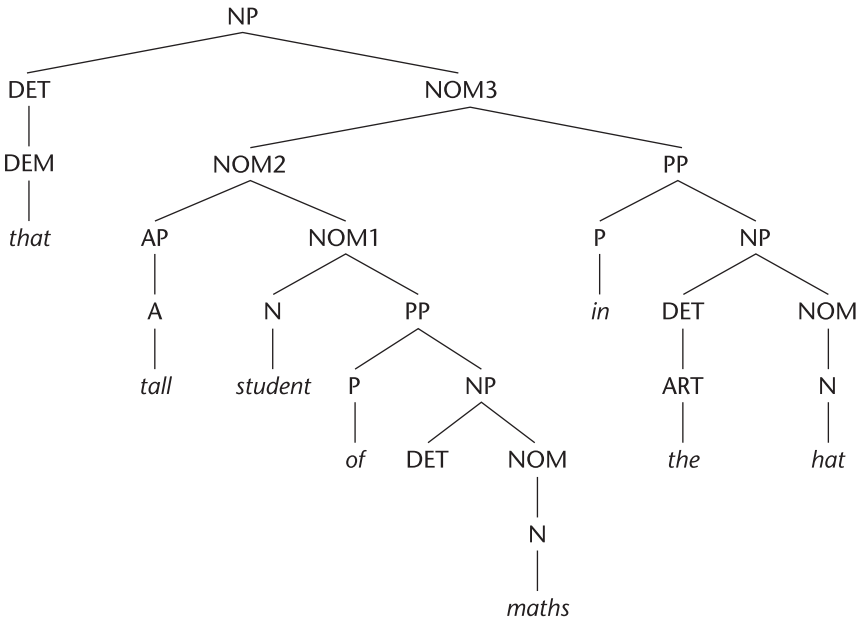 NP
DET NOM3
DEM NOM2 PP
that AP NOM1 P NP
A N PP in DET NOM
tall student P NP ART N
of DET NOM the hat
N
maths